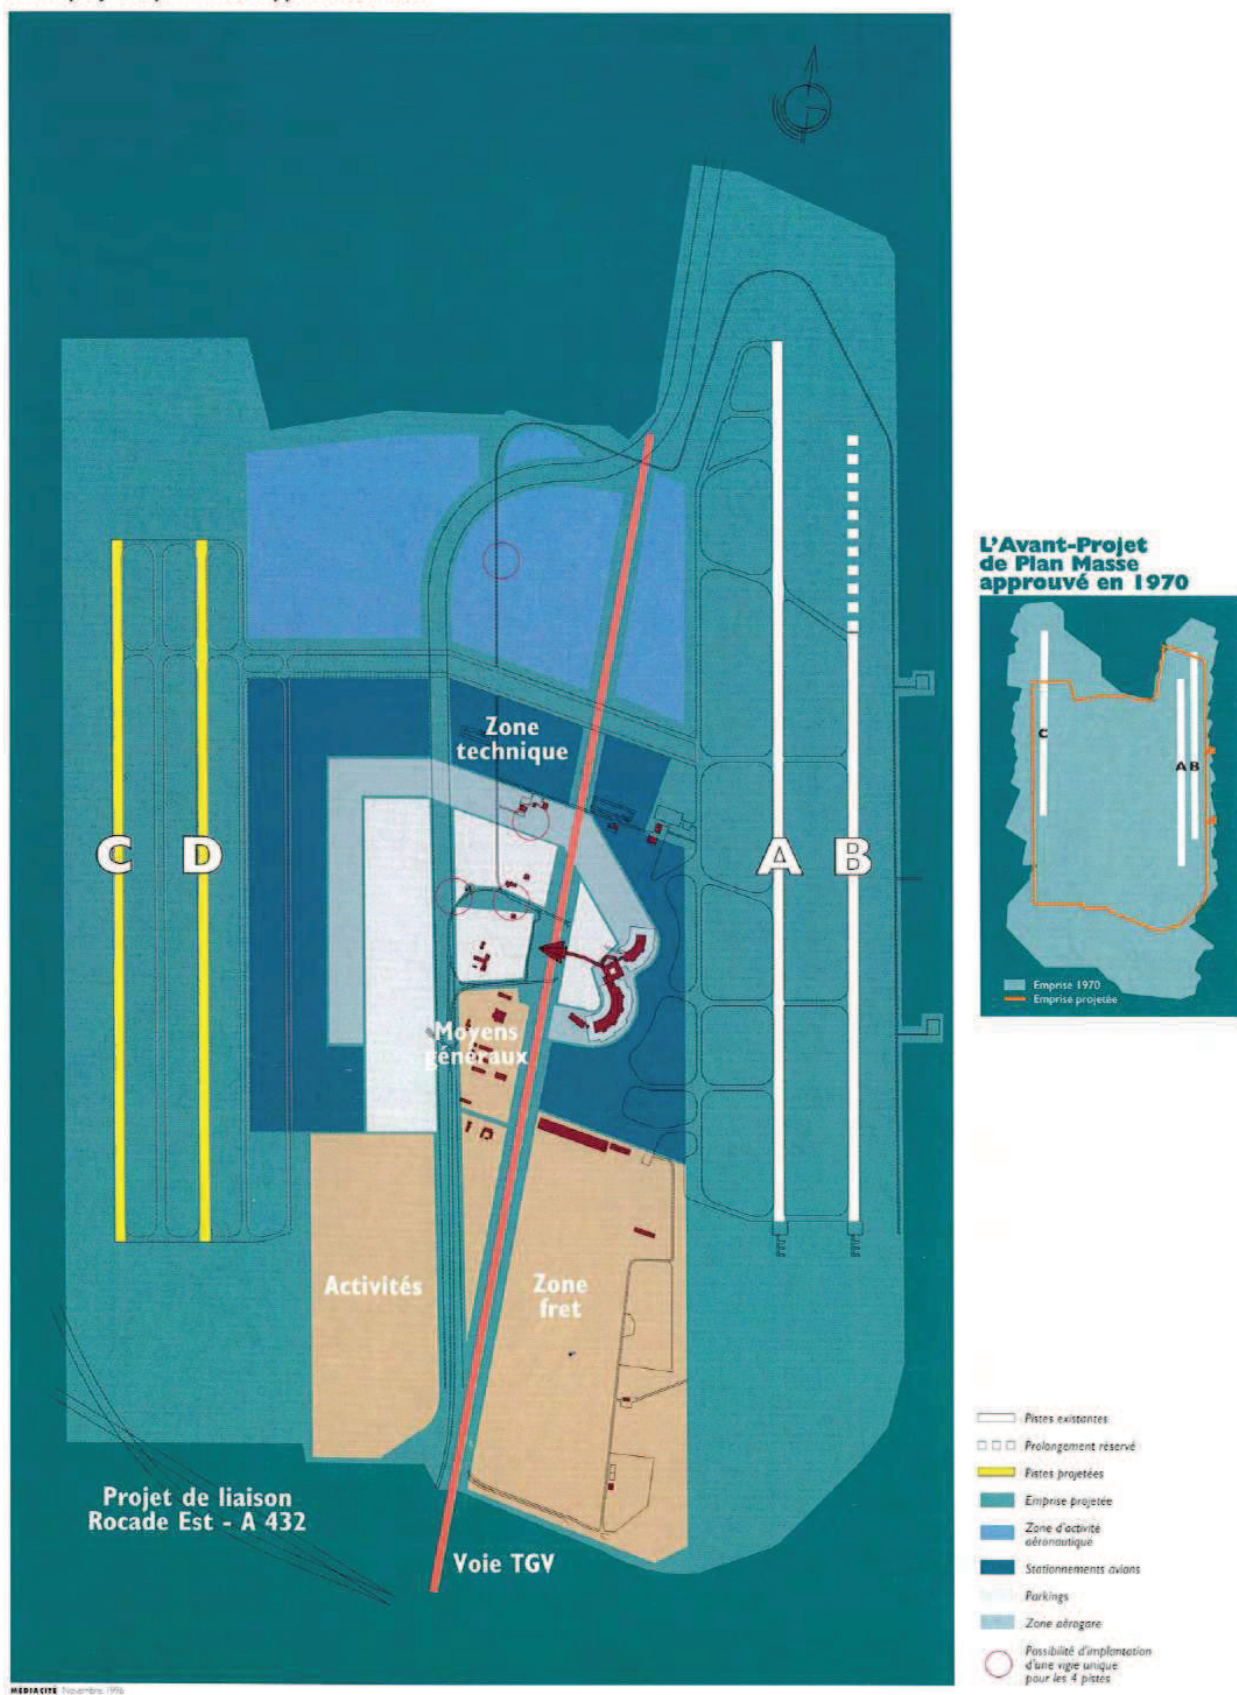 L'Avant-Projet
de Plan Masse
approuvé en 1970
C
A B
Emprise 1970
Emprise projetée
Zone
technique
C D A B
Moyens
généraux
Activités
Zone
fret
Projet de liaison
Rocade Est - A 432
Voie TGV
Pistes existantes
Prolongement réservé
Pistes projetées
Emprise projetée
Zone d'activité
aéronautique
Stationnements avions
Parkings
Zone aérogare
Possibilité d'implantation
d'une vigie unique
pour les 4 pistes
MEDIACITE Novembre 1996